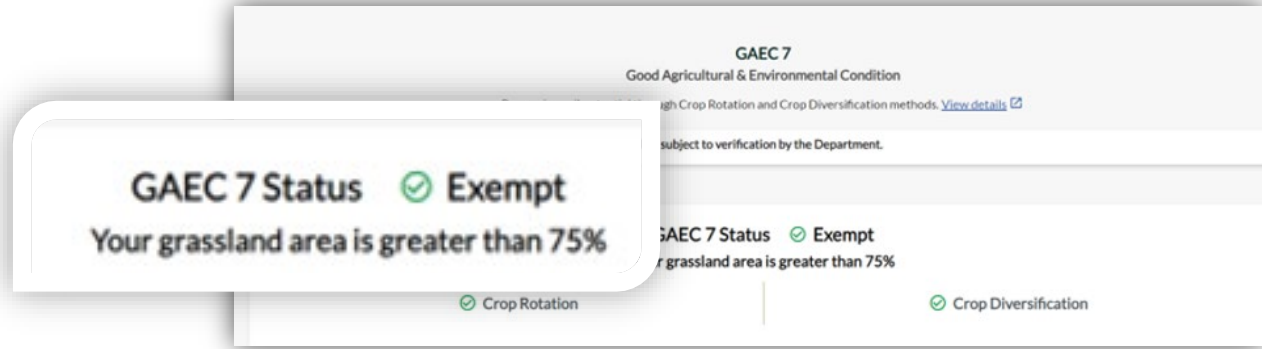 GAEC 7
Good Agricultural & Environmental Condition
Crop Rotation and Crop Diversification methods. View details
subject to verification by the Department.
GAEC 7 Status Exempt
Your grassland area is greater than 75%
GAEC 7 Status Exempt
grassland area is greater than 75%
Crop Rotation Crop Diversification